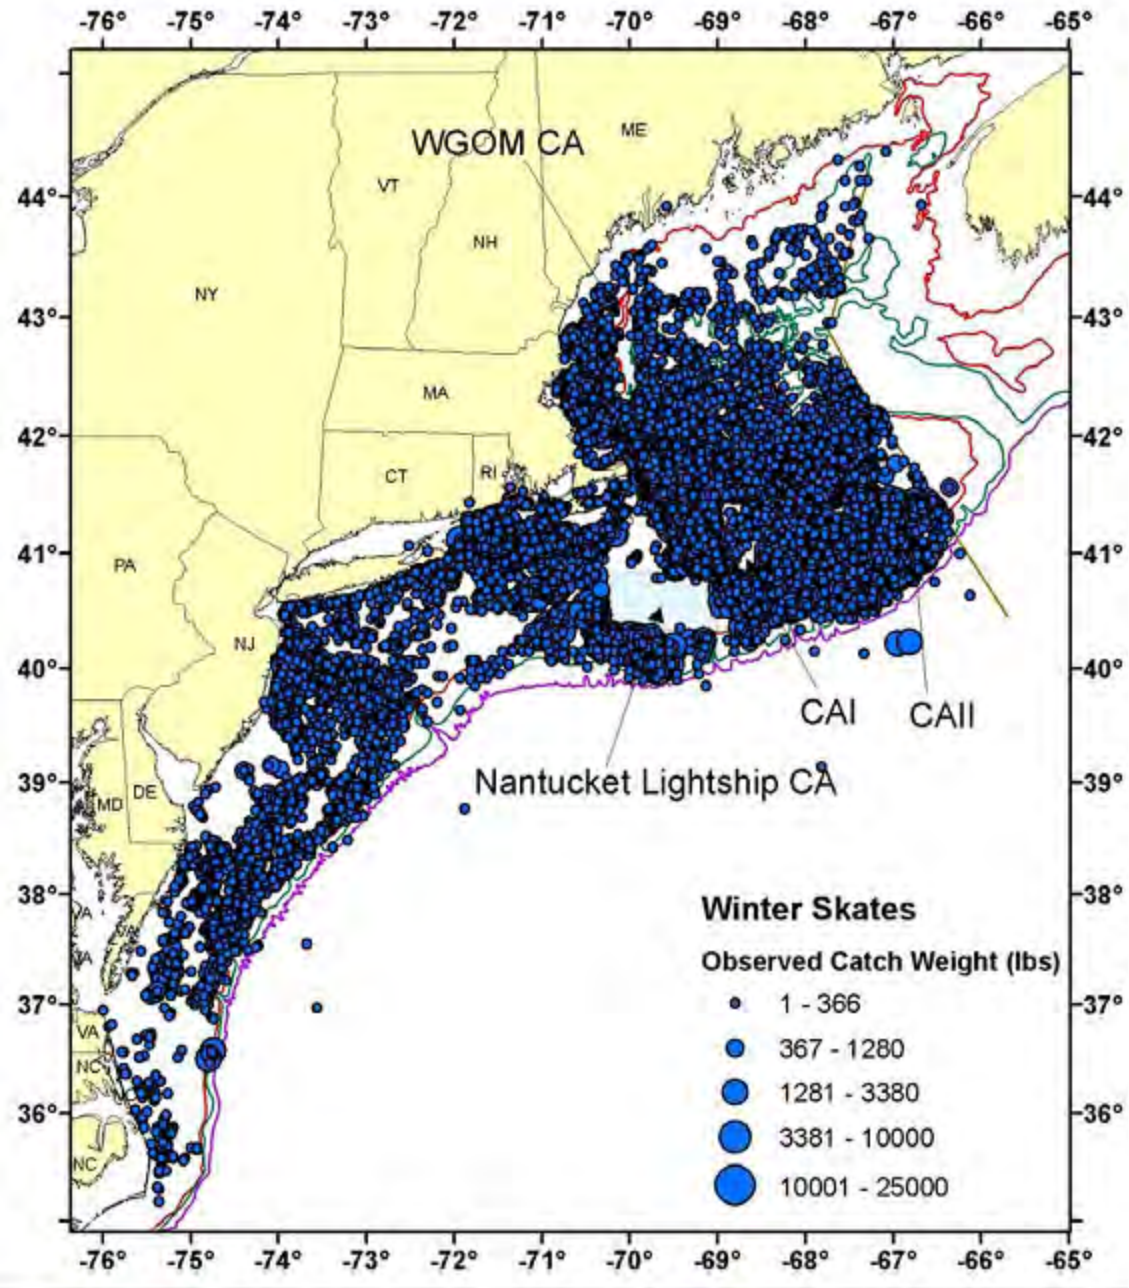 -76° -75° -74° -73° -72° -71° -70° -69° -68° -67° -66° -65°
WGOM CA
ME
VT
44° 44°
NH
NY
43° 43°
MA
42° 42°
CT
RI
41° 41°
PA
NJ
40° 40°
CAI
CAII
Nantucket Lightship CA
39° 39°
MD
DE
38° 38°
VA
VA
VA
Winter Skates
Observed Catch Weight (lbs)
37° 37°
1 - 366
VA
367 - 1280
NC
1281 - 3380
36° 36°
3381 - 10000
NC
10001 - 25000
-76° -75° -74° -73° -72° -71° -70° -69° -68° -67° -66° -65°